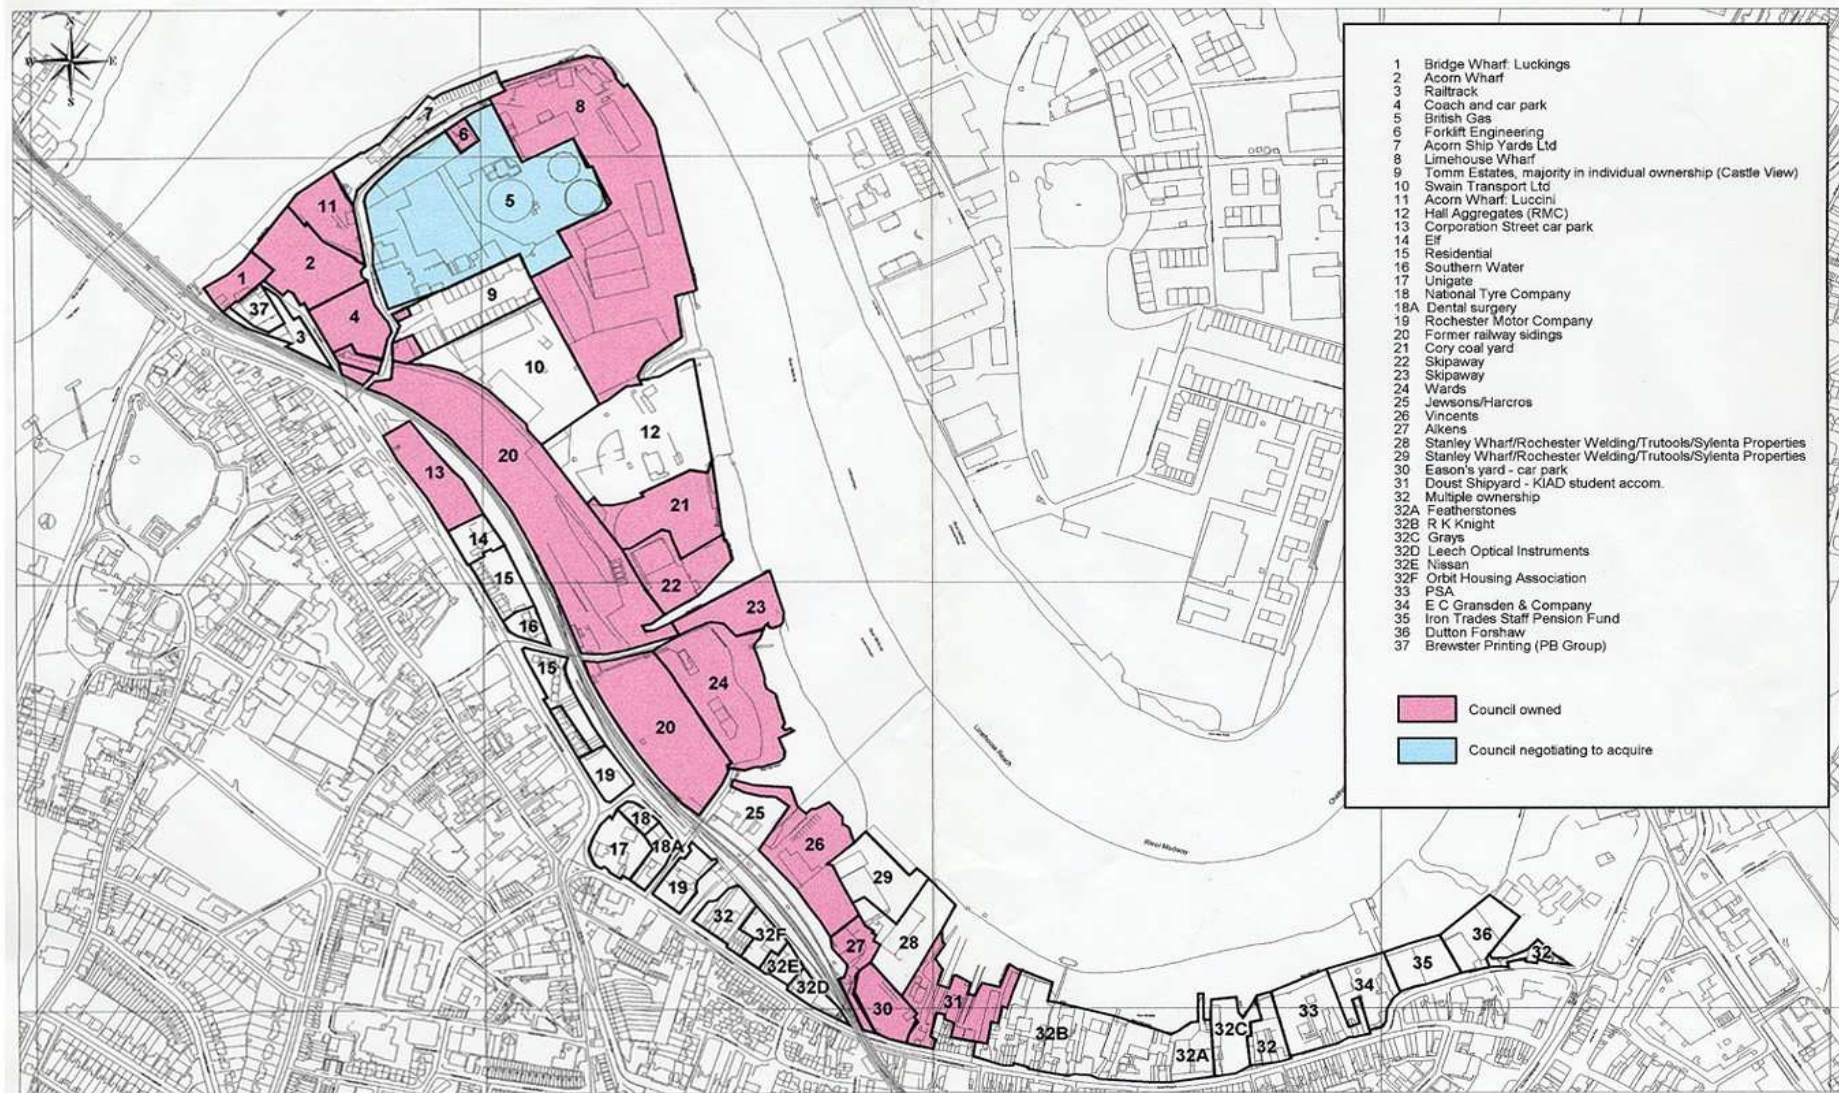 N
W E
S
1 Bridge Wharf: Luckings
2 Acorn Wharf
3 Railtrack
4 Coach and car park
5 British Gas
6 Forklift Engineering
7 Acorn Ship Yards Ltd
8 Limehouse Wharf
9 Tomm Estates, majority in individual ownership (Castle View)
10 Swain Transport Ltd
11 Acorn Wharf: Luccini
12 Hall Aggregates (RMC)
13 Corporation Street car park
14 Elf
15 Residential
16 Southern Water
17 Unigate
18 National Tyre Company
18A Dental surgery
19 Rochester Motor Company
20 Former railway sidings
21 Cory coal yard
22 Skipaway
23 Skipaway
24 Wards
25 Jewsons/Harcros
26 Vincents
27 Aikens
28 Stanley Wharf/Rochester Welding/Trutools/Sylenta Properties
29 Stanley Wharf/Rochester Welding/Trutools/Sylenta Properties
30 Eason's yard - car park
31 Doust Shipyard - KIAD student accom.
32 Multiple ownership
32A Featherstones
32B R K Knight
32C Grays
32D Leech Optical Instruments
32E Nissan
32F Orbit Housing Association
33 PSA
34 E C Gransden & Company
35 Iron Trades Staff Pension Fund
36 Dutton Forshaw
37 Brewster Printing (PB Group)
Council owned
Council negotiating to acquire
7
8
6
5
11
2
1
37
3
4
9
10
12
20
13
21
14
15
22
23
16
15
24
20
19
25
18
17
18A
26
19
29
32
32F
27
28
32E
32D
30
31
32B
32A
32C
32
33
34
35
36
32
Limehouse Reach
River Medway